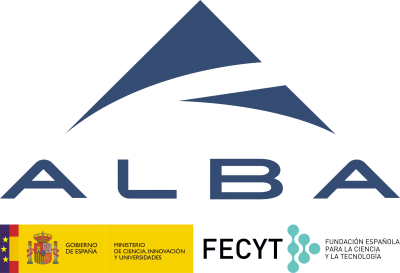 ALBA
GOBIERNO
DE ESPAÑA
MINISTERIO
DE CIENCIA, INNOVACIÓN
Y UNIVERSIDADES
FECYT
FUNDACIÓN ESPAÑOLA
PARA LA CIENCIA
Y LA TECNOLOGÍA